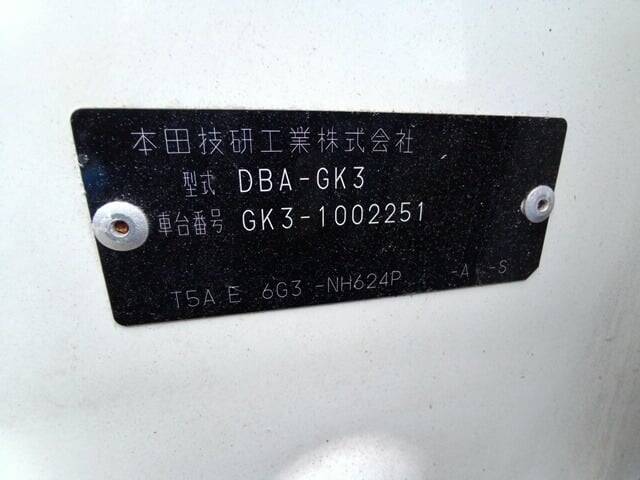 本田技研工業株式会社
型式 DBA-GK3
車台番号 GK3-1002251
T5A E 6G3 -NH624P -A -S